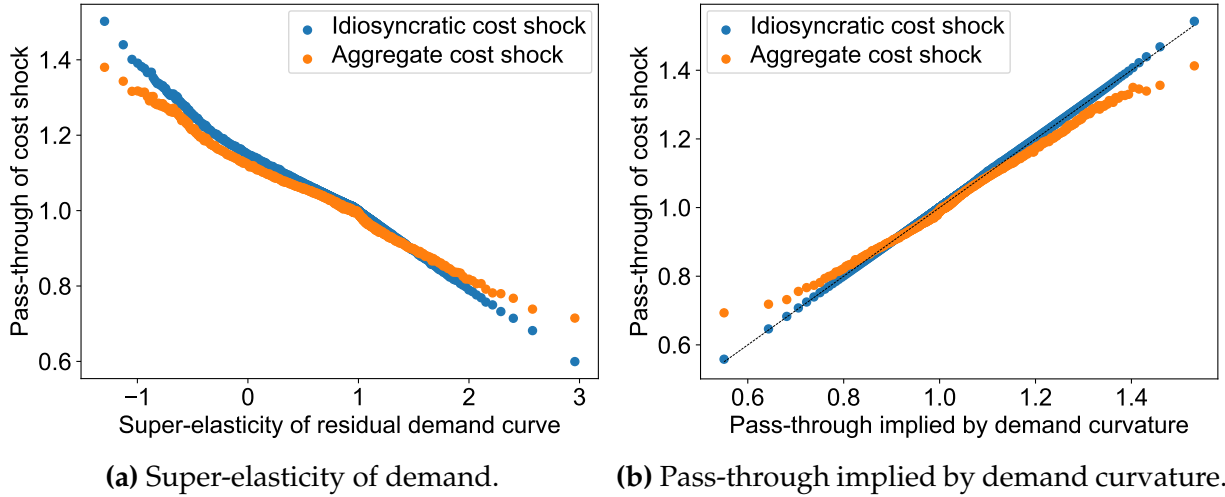 Pass-through of cost shock
1.4
1.2
1.0
0.8
0.6
Idiosyncratic cost shock
Aggregate cost shock
−1
0
1
2
3
Super-elasticity of residual demand curve
(a) Super-elasticity of demand.
Pass-through of cost shock
1.4
1.2
1.0
0.8
0.6
Idiosyncratic cost shock
Aggregate cost shock
0.6
0.8
1.0
1.2
1.4
Pass-through implied by demand curvature
(b) Pass-through implied by demand curvature.